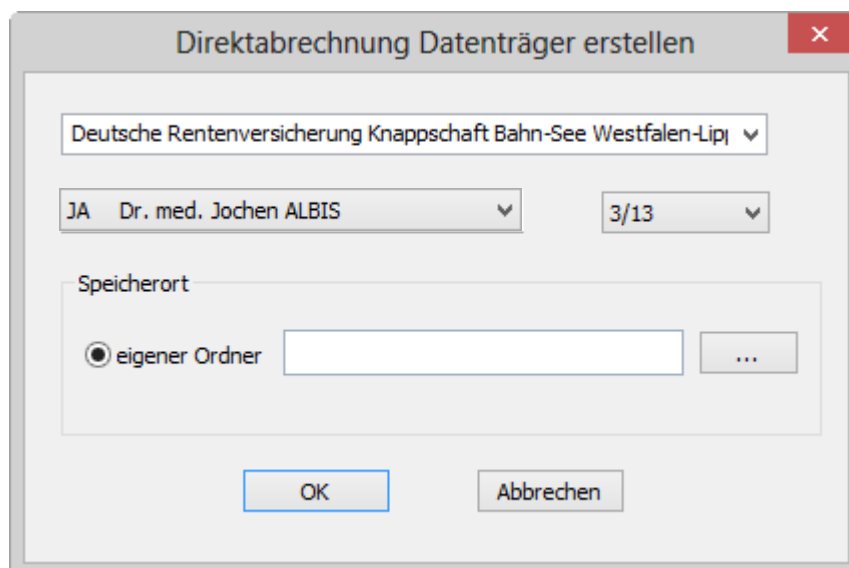 Direktabrechnung Datenträger erstellen
Deutsche Rentenversicherung Knappschaft Bahn-See Westfalen-Lipp
JA Dr. med. Jochen ALBIS
3/13
Speicherort
eigener Ordner
...
OK
Abbrechen